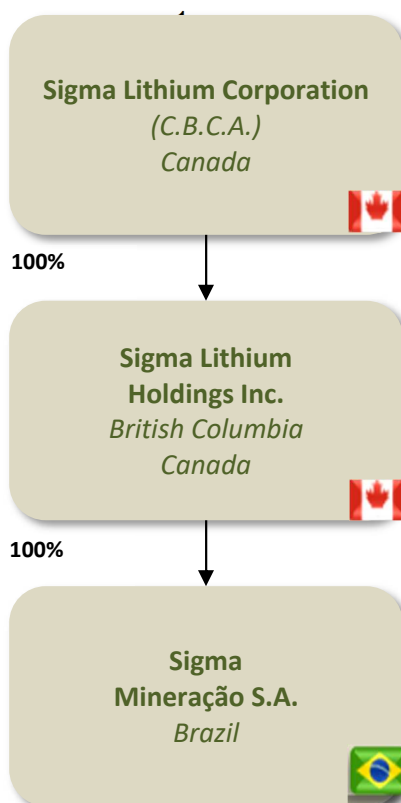 Sigma Lithium Corporation
(C.B.C.A.)
Canada
100%
Sigma Lithium
Holdings Inc.
British Columbia
Canada
100%
Sigma
Mineração S.A.
Brazil